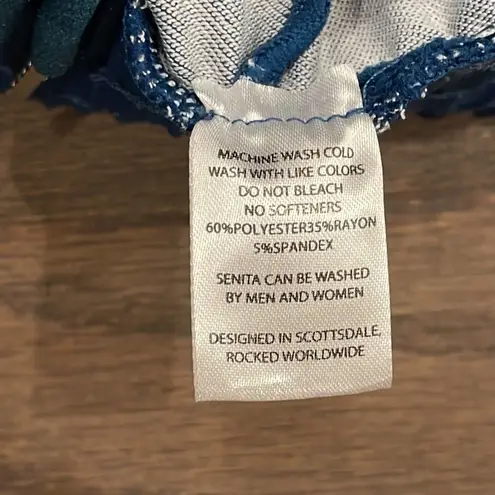 MACHINE WASH COLD
WASH WITH LIKE COLORS
DO NOT BLEACH
NO SOFTENERS
60%POLYESTER35%RAYON
5%SPANDEX
SENITA CAN BE WASHED
BY MEN AND WOMEN
DESIGNED IN SCOTTSDALE,
ROCKED WORLDWIDE